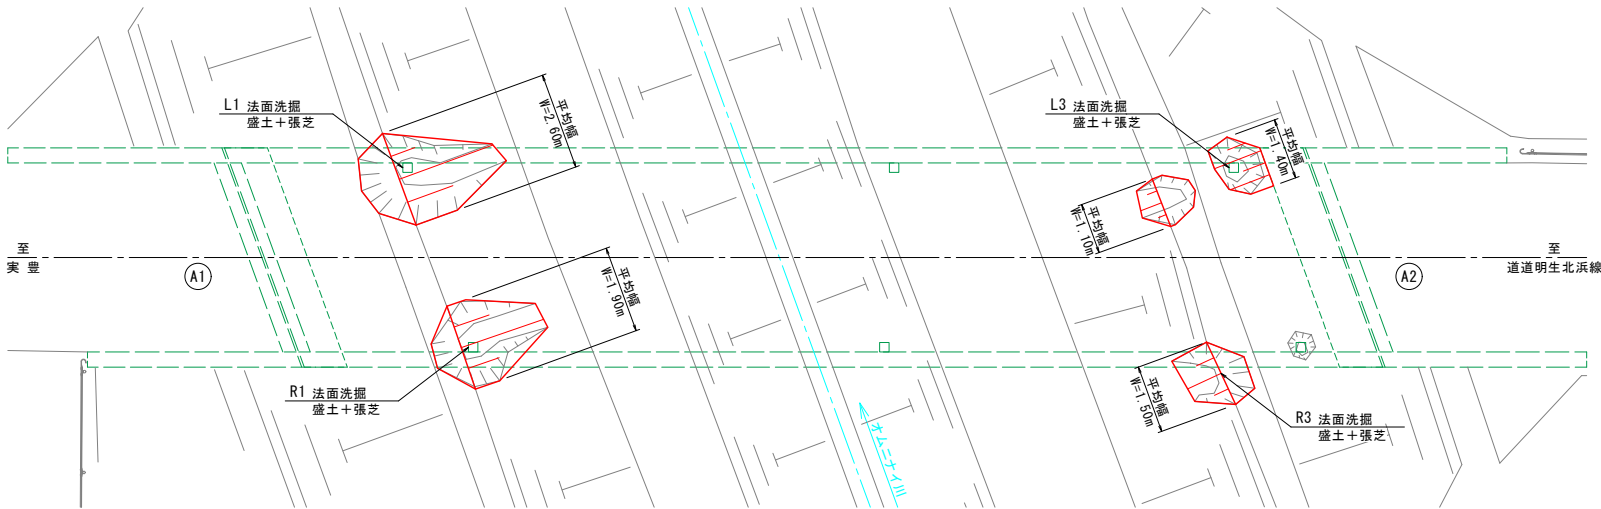 L1 法面洗掘
盛土＋張芝
平均幅
W=2.60m
L3 法面洗掘
盛土＋張芝
平均幅
W=1.40m
平均幅
W=1.10m
至
実 豊
A1
平均幅
W=1.90m
至
道道明生北浜線
A2
R1 法面洗掘
盛土＋張芝
平均幅
W=1.50m
R3 法面洗掘
盛土＋張芝
オムニナイ川